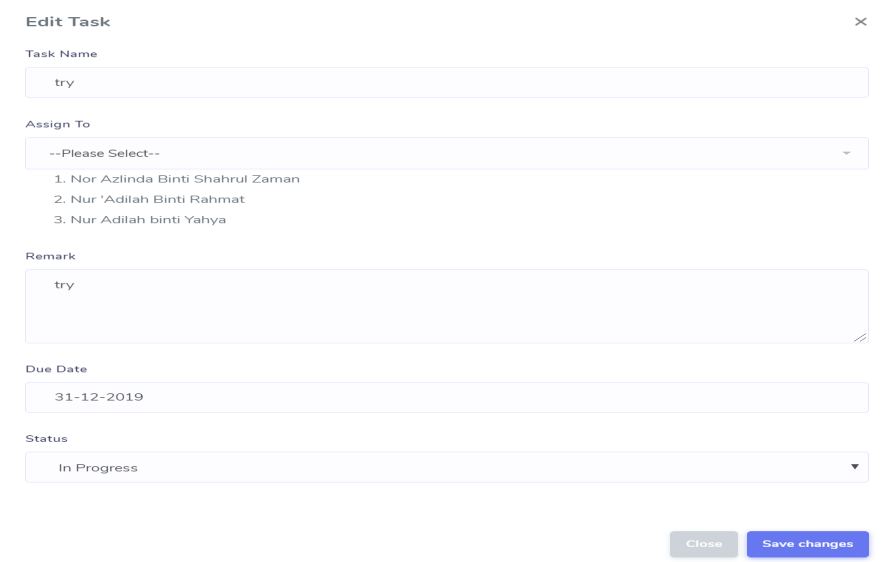 Edit Task
×
Task Name
try
Assign To
--Please Select--
1. Nor Azlinda Binti Shahrul Zaman
2. Nur 'Adilah Binti Rahmat
3. Nur Adilah binti Yahya
Remark
try
Due Date
31-12-2019
Status
In Progress
Close Save changes